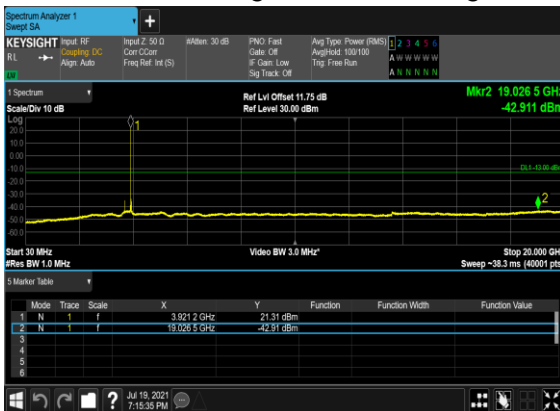 Spectrum Analyzer 1
Swept SA
KEYSIGHT Input: RF Input Z: 50 Ω #Atten: 30 dB PNO: Fast Avg Type: Power (RMS) 1 2 3 4 5 6
RL Coupling: DC Corr CCorr Gate: Off Avg|Hold: 100/100 A W W W W W
Align: Auto Freq Ref: Int (S) IF Gain: Low Trig: Free Run
Sig Track: Off A N N N N N
1 Spectrum Ref Lvl Offset 11.75 dB Mkr2 19.026 5 GHz
Scale/Div 10 dB Ref Level 30.00 dBm -42.911 dBm
Log
20.0 1
10.0
0.00
-10.0 DL1 -13.00 dBm
-20.0
-30.0
-40.0 2
-50.0
-60.0
Start 30 MHz Video BW 3.0 MHz* Stop 20.000 GH
#Res BW 1.0 MHz Sweep ~38.3 ms (40001 pts
5 Marker Table
Mode Trace Scale X Y Function Function Width Function Value
1 N 1 f 3.921 2 GHz 21.31 dBm
2 N 1 f 19.026 5 GHz -42.91 dBm
3
4
5
6
? Jul 19, 2021
7:15:35 PM